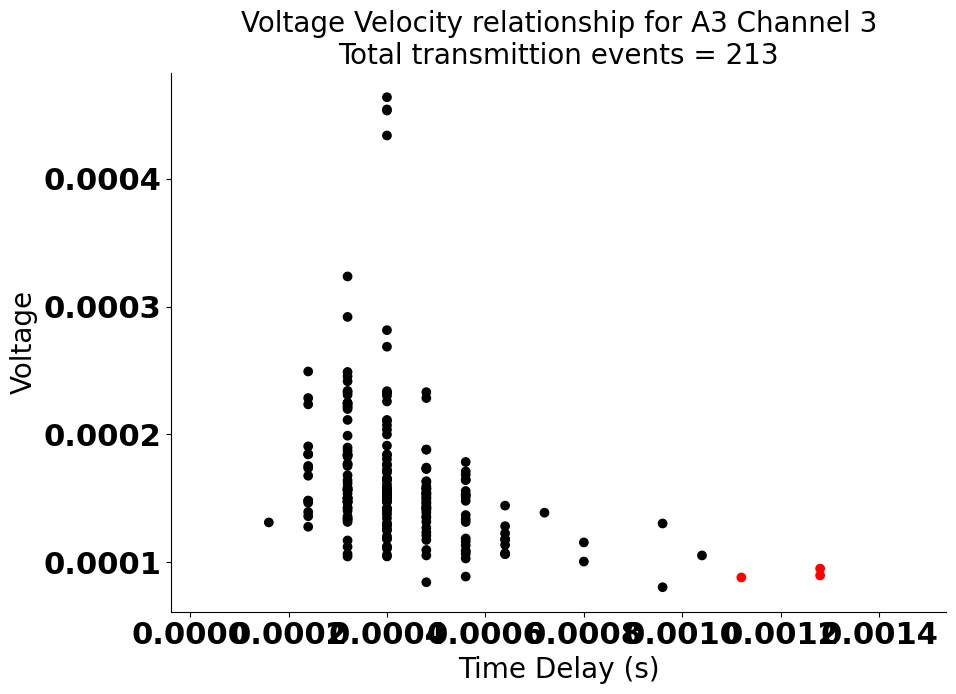 Voltage Velocity relationship for A3 Channel 3
Total transmittion events = 213
Voltage
0.0004
0.0003
0.0002
0.0001
0.0000 0.0002 0.0004 0.0006 0.0008 0.0010 0.0012 0.0014
Time Delay (s)